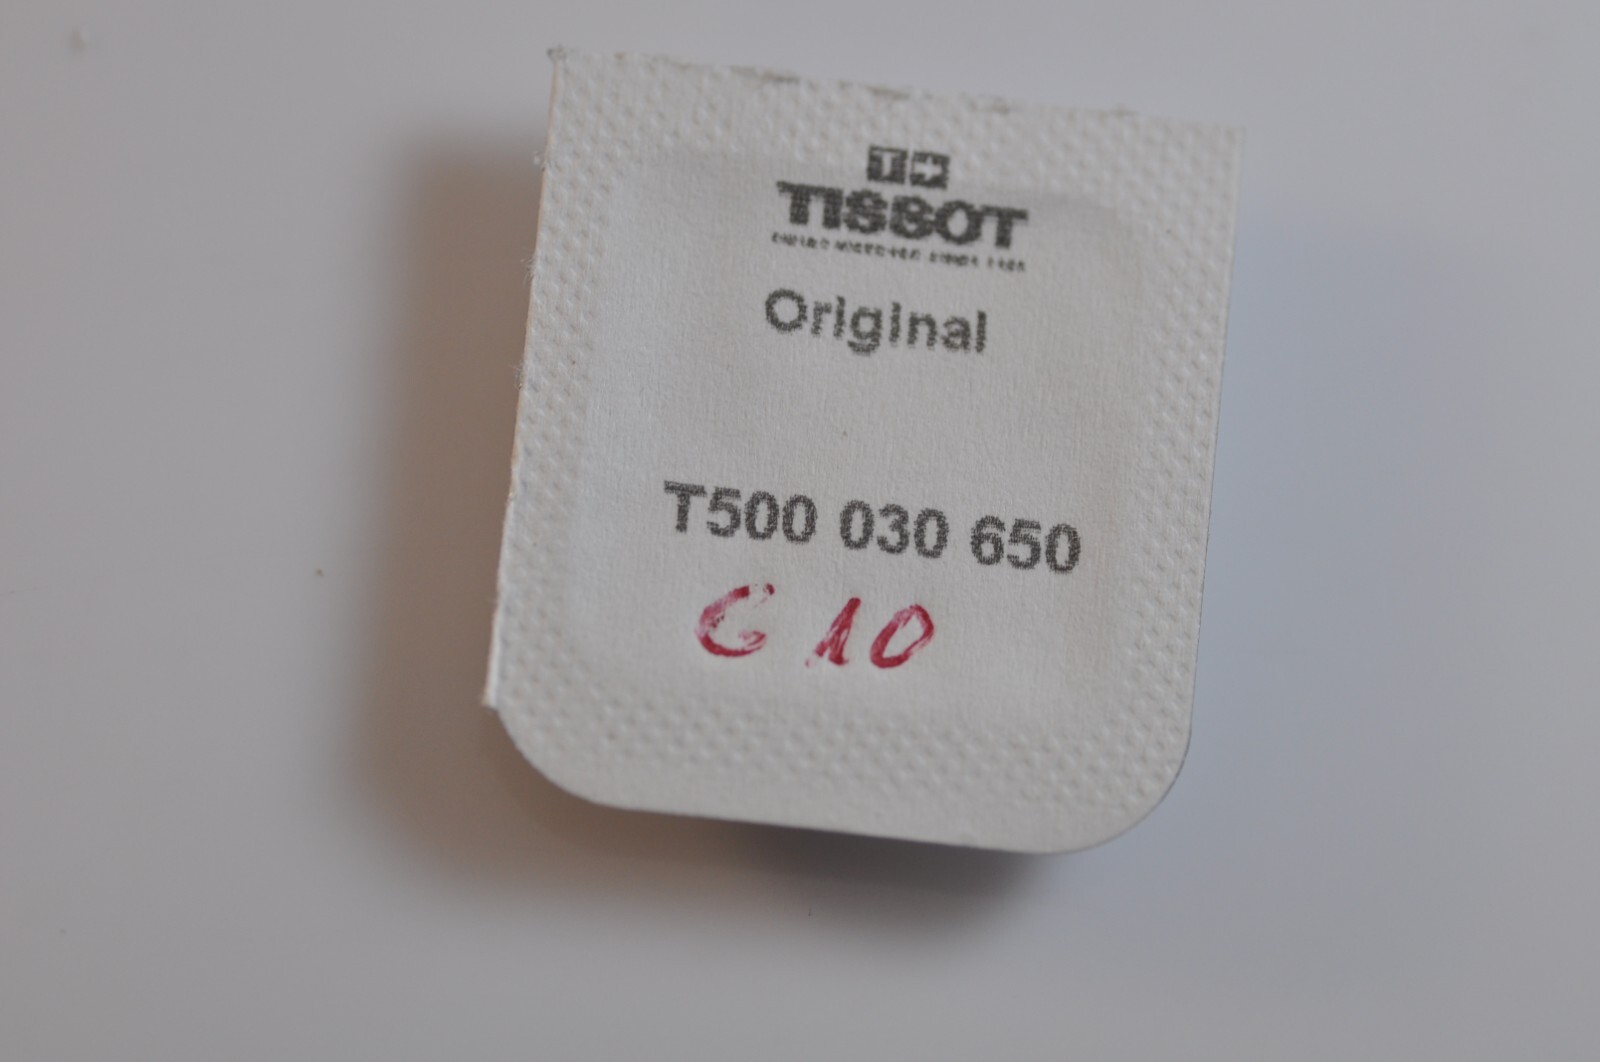 T+
TISSOT
Original
T500 030 650
G 10